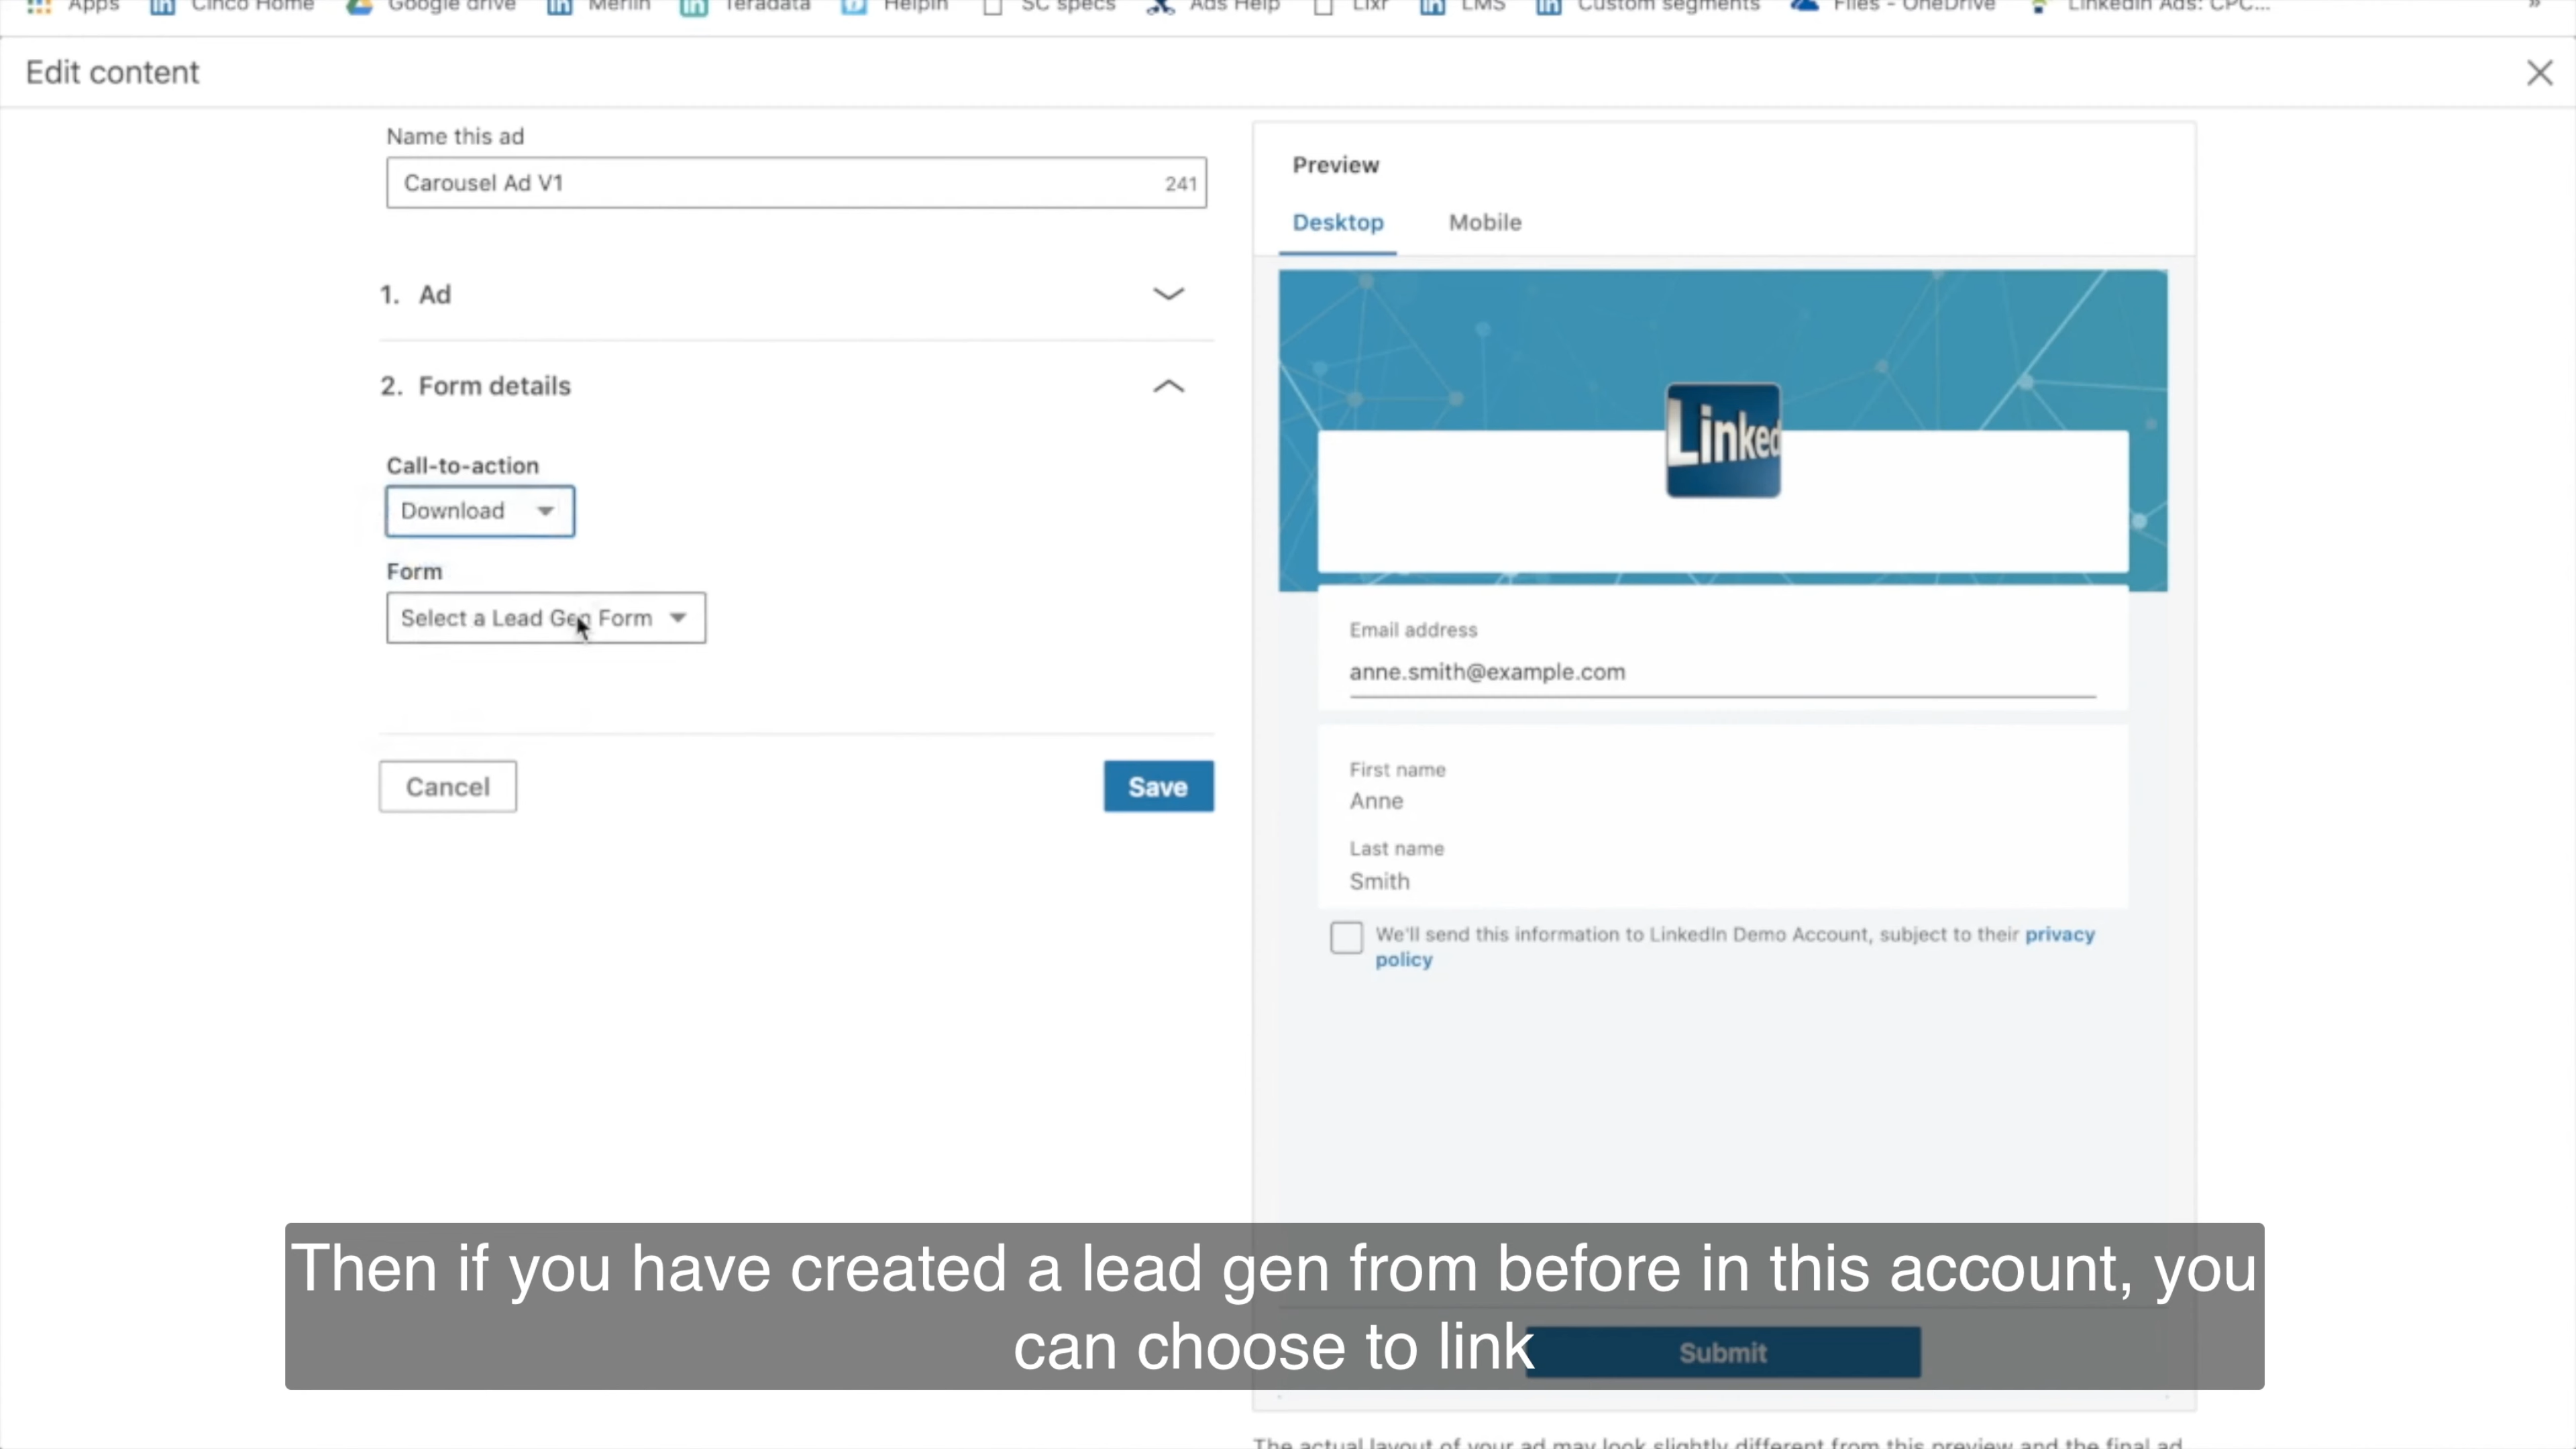 Apps Cinco Home Google drive Merlin Teradata Helpin SC specs Ads Help Lixr LMS Custom segments Files - OneDrive LinkedIn Ads: CPC... »
Edit content
Name this ad
Carousel Ad V1 241
1. Ad
2. Form details
Call-to-action
Download
Form
Select a Lead Gen Form
Cancel Save
Preview
Desktop Mobile
Linked
Email address
anne.smith@example.com
First name
Anne
Last name
Smith
We'll send this information to LinkedIn Demo Account, subject to their privacy
policy
Submit
Then if you have created a lead gen from before in this account, you
can choose to link
The actual layout of your ad may look slightly different from this preview and the final ad